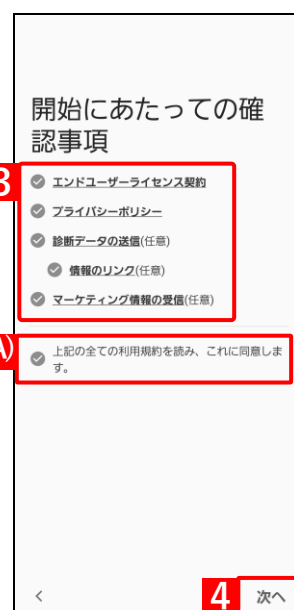 開始にあたっての確
認事項
3
エンドユーザーライセンス契約
プライバシーポリシー
診断データの送信(任意)
情報のリンク(任意)
マーケティング情報の受信(任意)
A)
上記の全ての利用規約を読み、これに同意しま
す。
<
4 次へ